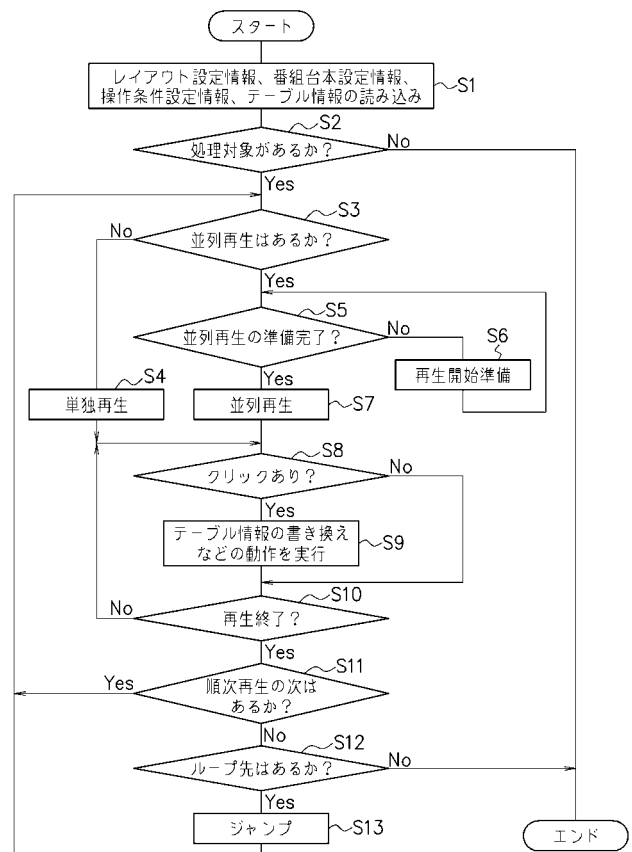 スタート
レイアウト設定情報、番組台本設定情報、
操作条件設定情報、テーブル情報の読み込み
S1
S2
処理対象があるか？
No
Yes
S3
並列再生はあるか？
No
Yes
S5
並列再生の準備完了？
No
S6
再生開始準備
Yes
S4
単独再生
並列再生
S7
S8
クリックあり？
No
Yes
テーブル情報の書き換え
などの動作を実行
S9
S10
再生終了？
No
Yes
S11
順次再生の次は
あるか？
Yes
No
S12
ループ先はあるか？
No
Yes
ジャンプ
S13
エンド